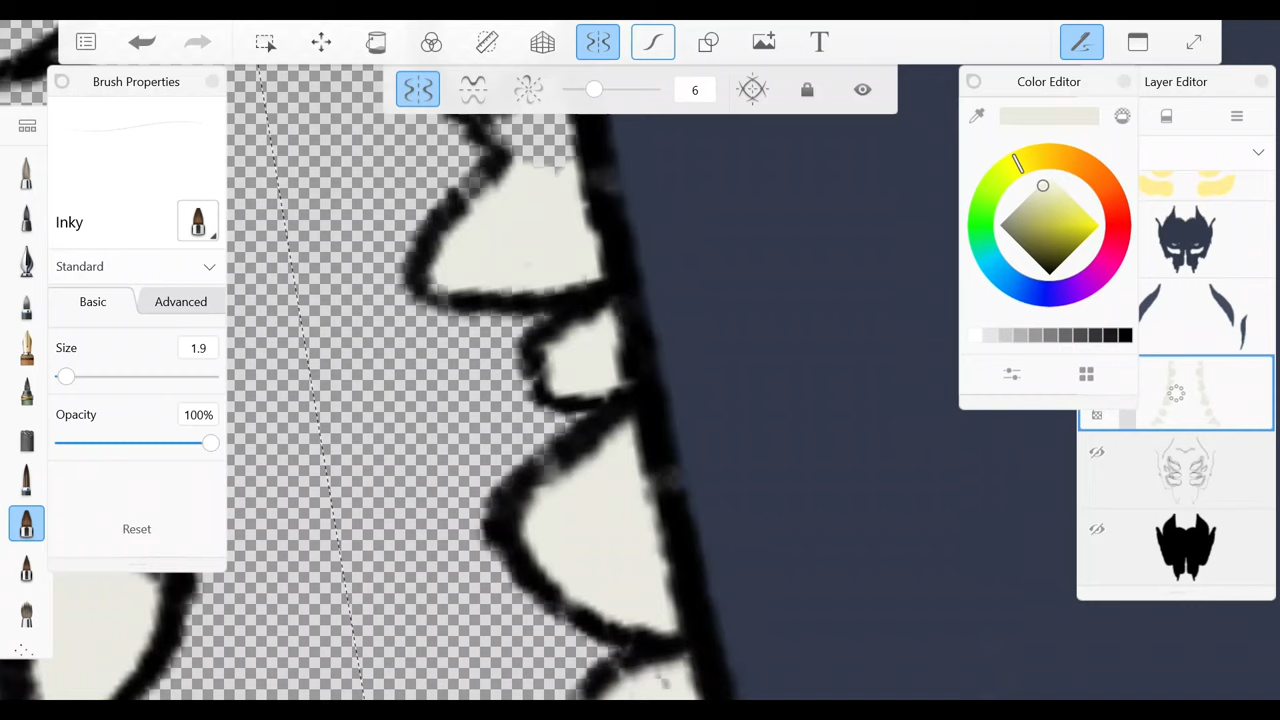 Brush Properties
6
Color Editor
Layer Editor
Inky
Standard
Basic
Advanced
Size
1.9
Opacity
100%
Reset